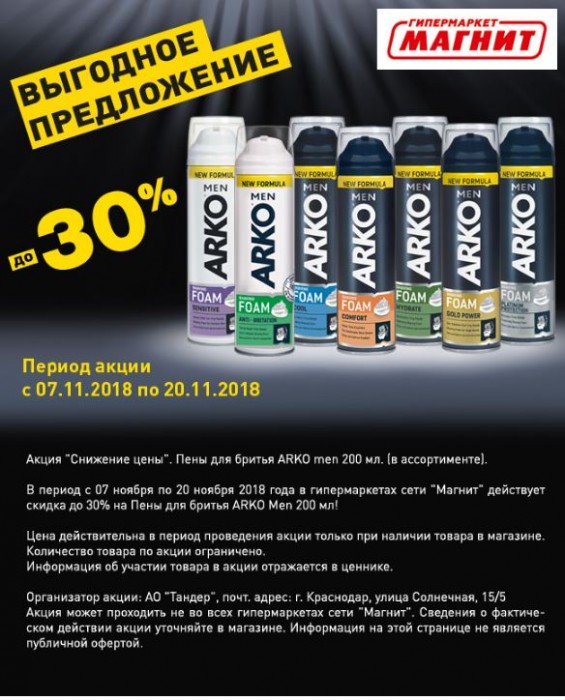 ГИПЕРМАРКЕТ
МАГНИТ
ВЫГОДНОЕ
ПРЕДЛОЖЕНИЕ
до 30%
NEW FORMULA
MEN
ARKO
FOAM
SENSITIVE
NEW FORMULA
MEN
ARKO
FOAM
ANTI-IRRITATION
NEW FORMULA
MEN
ARKO
FOAM
COOL
NEW FORMULA
MEN
ARKO
FOAM
COMFORT
NEW FORMULA
MEN
ARKO
FOAM
HYDRATE
NEW FORMULA
MEN
ARKO
FOAM
GOLD POWER
NEW FORMULA
MEN
ARKO
FOAM
PLATINUM
PROTECTION
Период акции
с 07.11.2018 по 20.11.2018
Акция "Снижение цены". Пены для бритья ARKO men 200 мл. (в ассортименте).
В период с 07 ноября по 20 ноября 2018 года в гипермаркетах сети "Магнит" действует
скидка до 30% на Пены для бритья ARKO Men 200 мл!
Цена действительна в период проведения акции только при наличии товара в магазине.
Количество товара по акции ограничено.
Информация об участии товара в акции отражается в ценнике.
Организатор акции: АО "Тандер", почт. адрес: г. Краснодар, улица Солнечная, 15/5
Акция может проходить не во всех гипермаркетах сети "Магнит". Сведения о фактиче-
ском действии акции уточняйте в магазине. Информация на этой странице не является
публичной офертой.